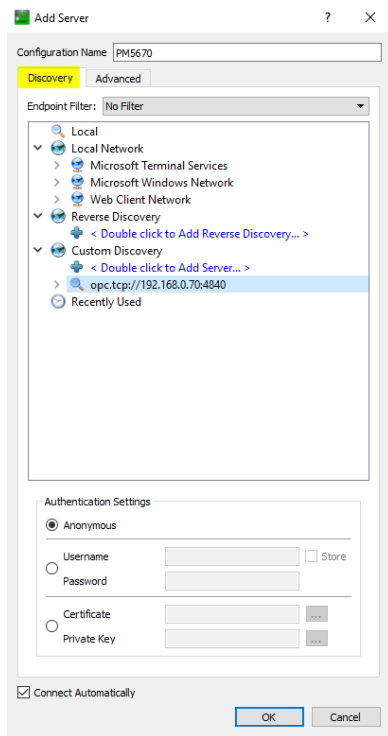 Add Server
Configuration Name PM5670
Discovery Advanced
Endpoint Filter: No Filter
Local
Local Network
Microsoft Terminal Services
Microsoft Windows Network
Web Client Network
Reverse Discovery
< Double click to Add Reverse Discovery... >
Custom Discovery
< Double click to Add Server... >
opc.tcp://192.168.0.70:4840
Recently Used
Authentication Settings
Anonymous
Username Store
Password
Certificate ...
Private Key ...
Connect Automatically
OK Cancel